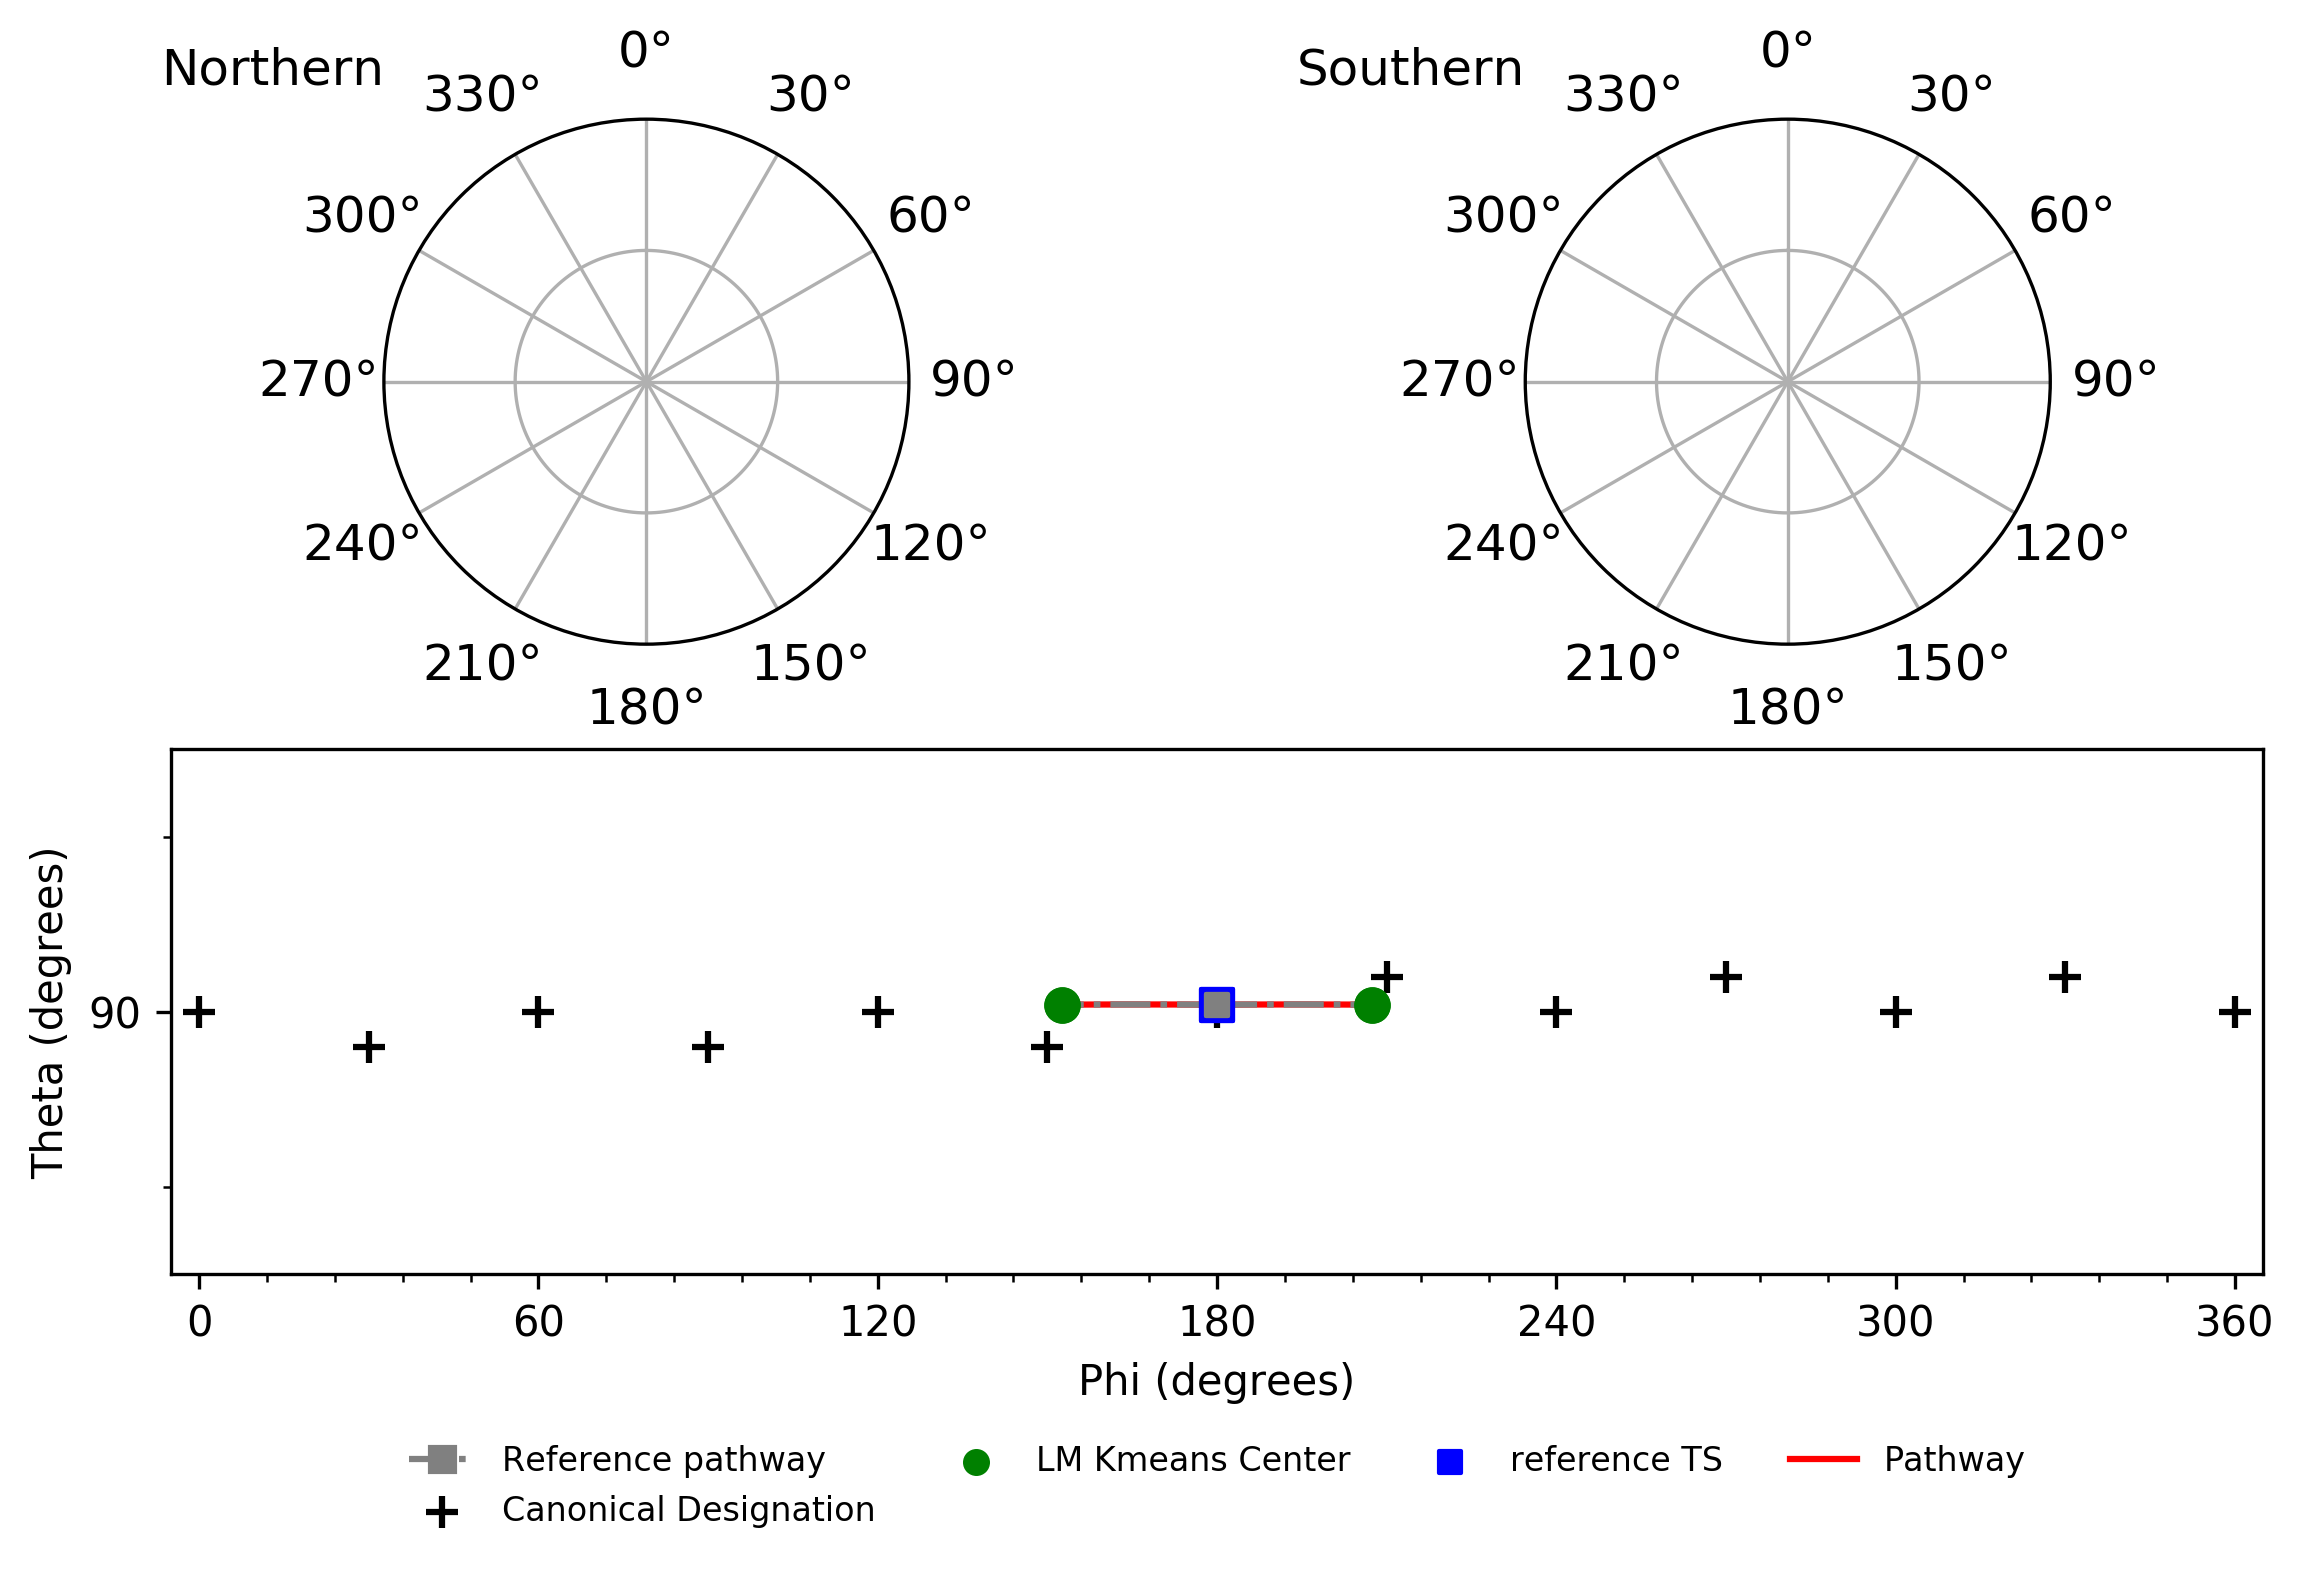 Northern
0°
30°
60°
90°
120°
150°
180°
210°
240°
270°
300°
330°
Southern
0°
30°
60°
90°
120°
150°
180°
210°
240°
270°
300°
330°
Theta (degrees)
90
0 60 120 180 240 300 360
Phi (degrees)
Reference pathway
Canonical Designation
LM Kmeans Center
reference TS
Pathway